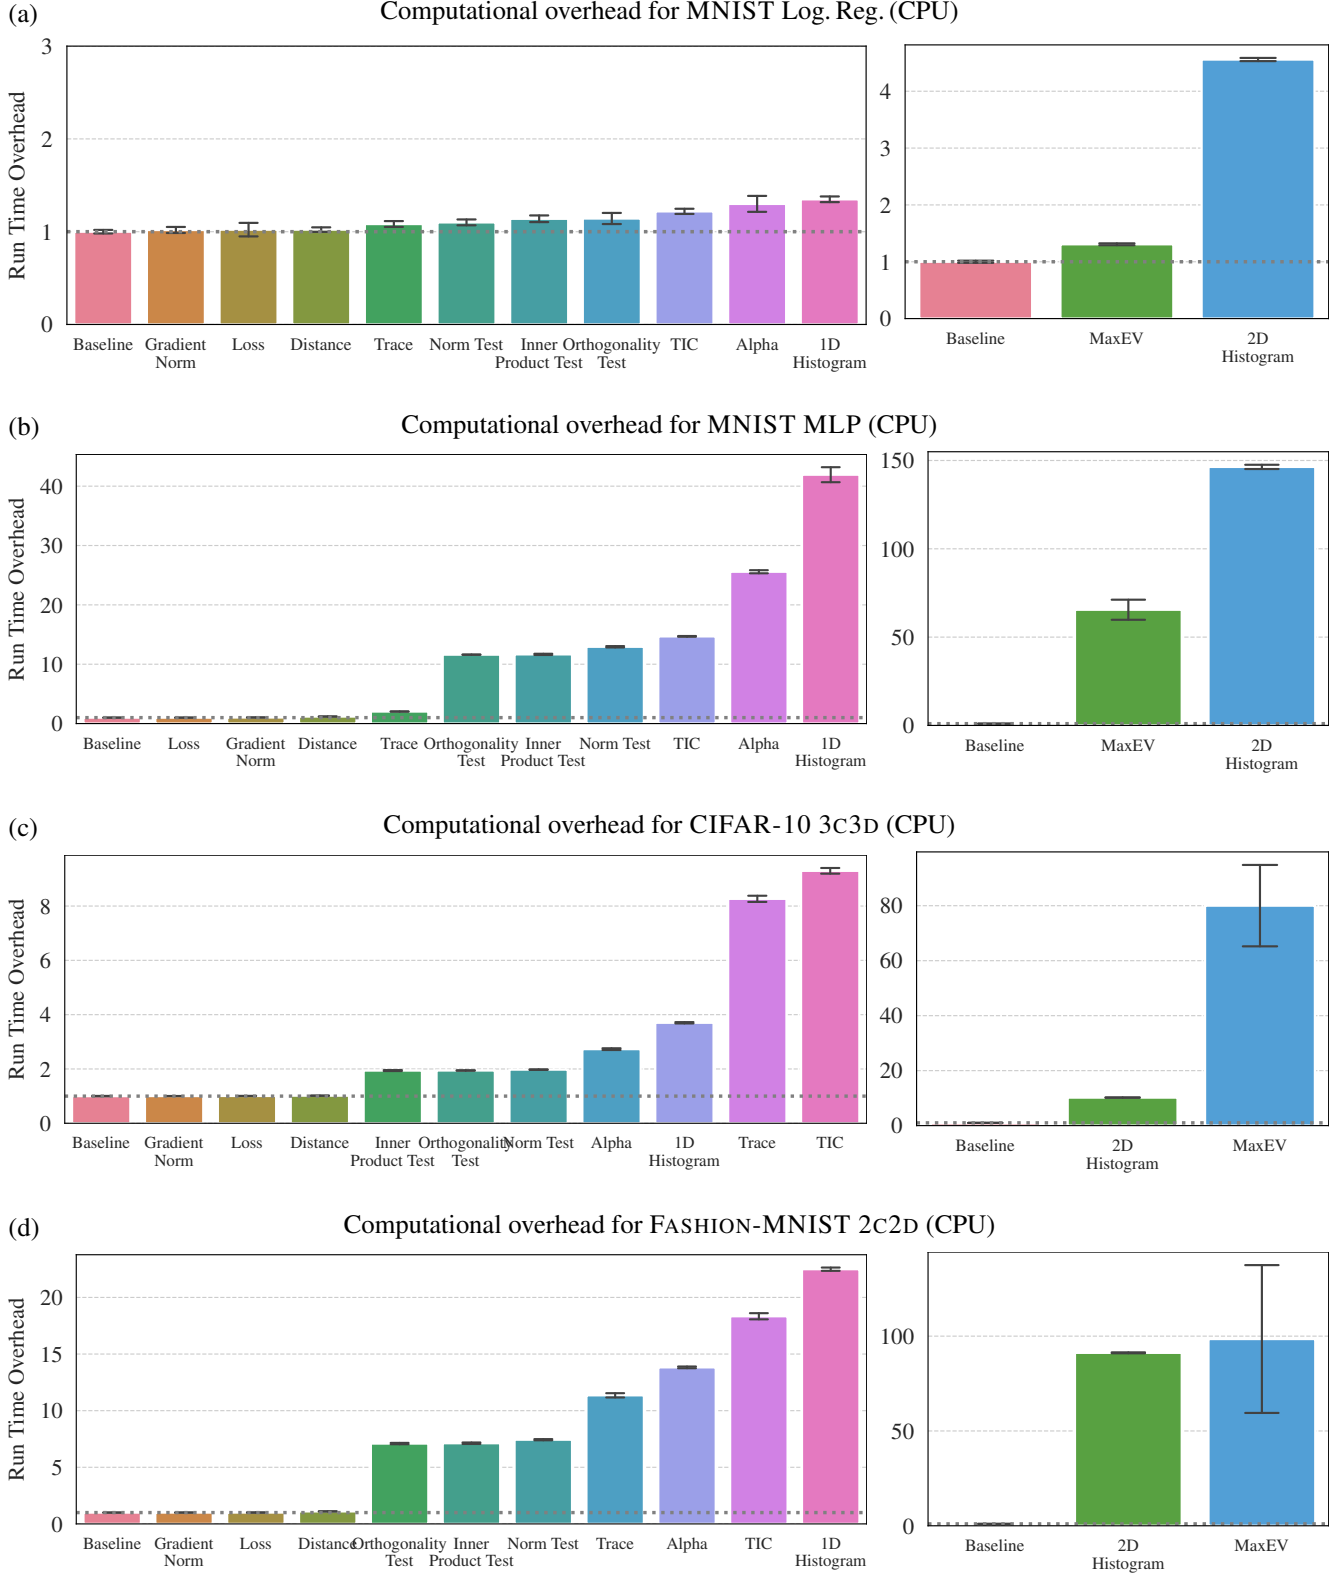 (a)
Computational overhead for MNIST Log. Reg. (CPU)
Run Time Overhead
3
2
1
0
Baseline
Gradient
Norm
Loss
Distance
Trace
Norm Test
Inner
Product Test
Orthogonality
Test
TIC
Alpha
1D
Histogram
4
3
2
1
0
Baseline
MaxEV
2D
Histogram
(b)
Computational overhead for MNIST MLP (CPU)
Run Time Overhead
40
30
20
10
0
Baseline
Loss
Gradient
Norm
Distance
Trace
Orthogonality
Test
Inner
Product Test
Norm Test
TIC
Alpha
1D
Histogram
150
100
50
0
Baseline
MaxEV
2D
Histogram
(c)
Computational overhead for CIFAR-10 3C3D (CPU)
Run Time Overhead
8
6
4
2
0
Baseline
Gradient
Norm
Loss
Distance
Inner
Product Test
Orthogonality
Test
Norm Test
Alpha
1D
Histogram
Trace
TIC
80
60
40
20
0
Baseline
2D
Histogram
MaxEV
(d)
Computational overhead for FASHION-MNIST 2C2D (CPU)
Run Time Overhead
20
15
10
5
0
Baseline
Gradient
Norm
Loss
Distance
Orthogonality
Test
Inner
Product Test
Norm Test
Trace
Alpha
TIC
1D
Histogram
100
50
0
Baseline
2D
Histogram
MaxEV